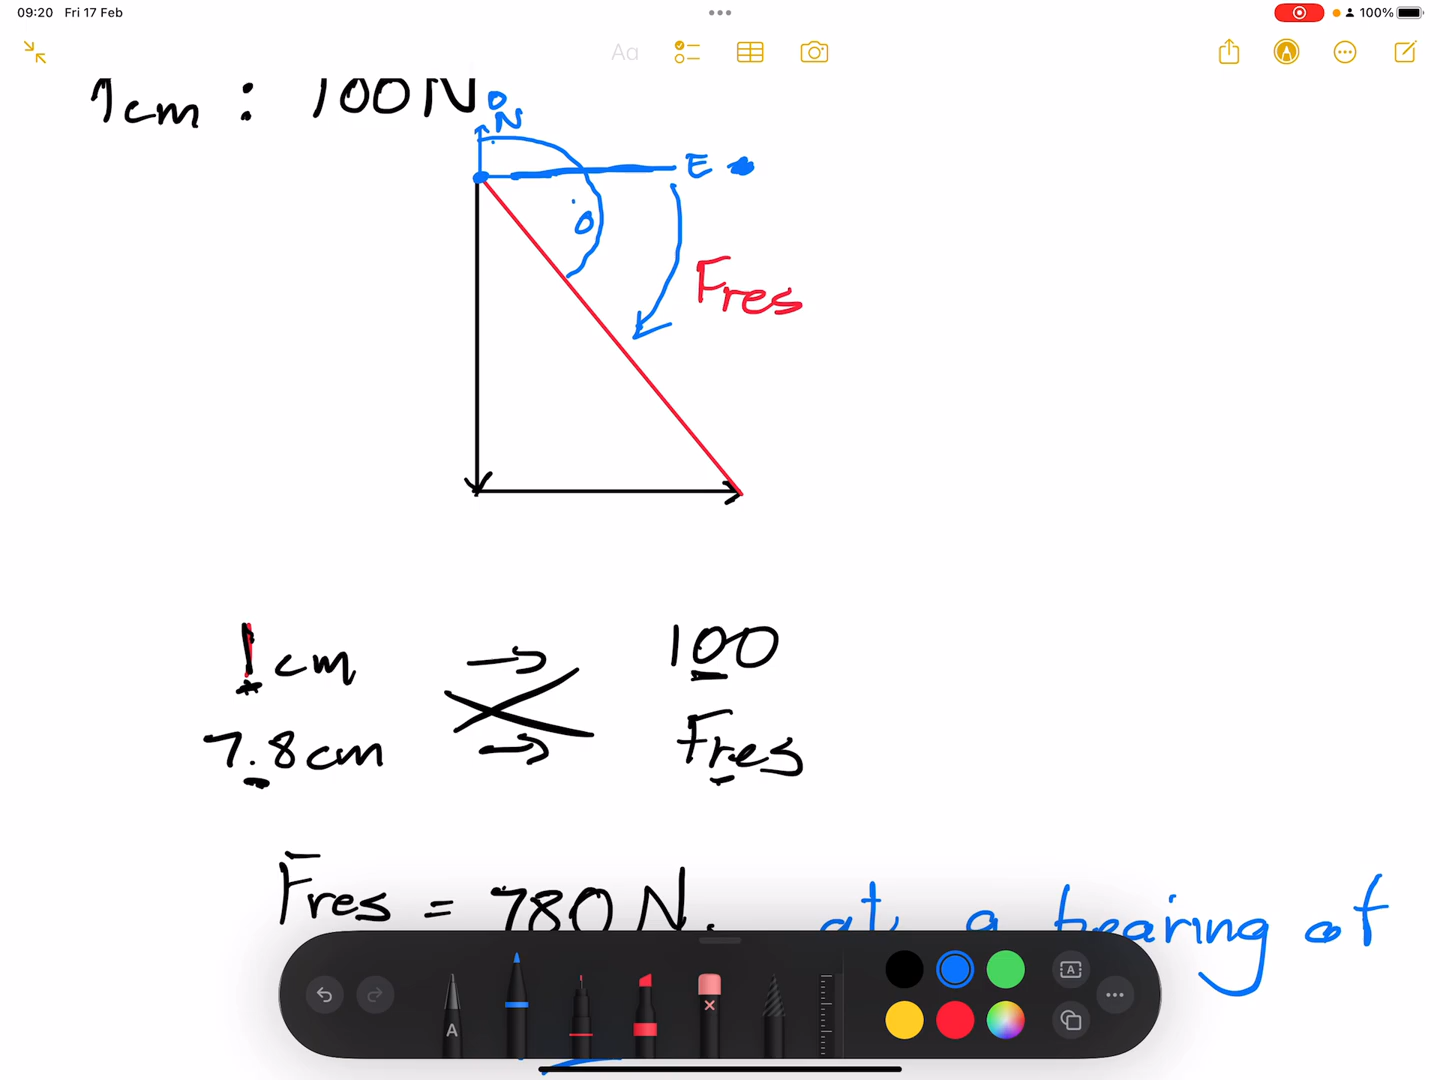 09:20 Fri 17 Feb
100%
Aa
1cm : 100N
0
N
E
θ
Fres
1cm → 100
7.8cm → Fres
Fres = 780 N. at a bearing of
A
A